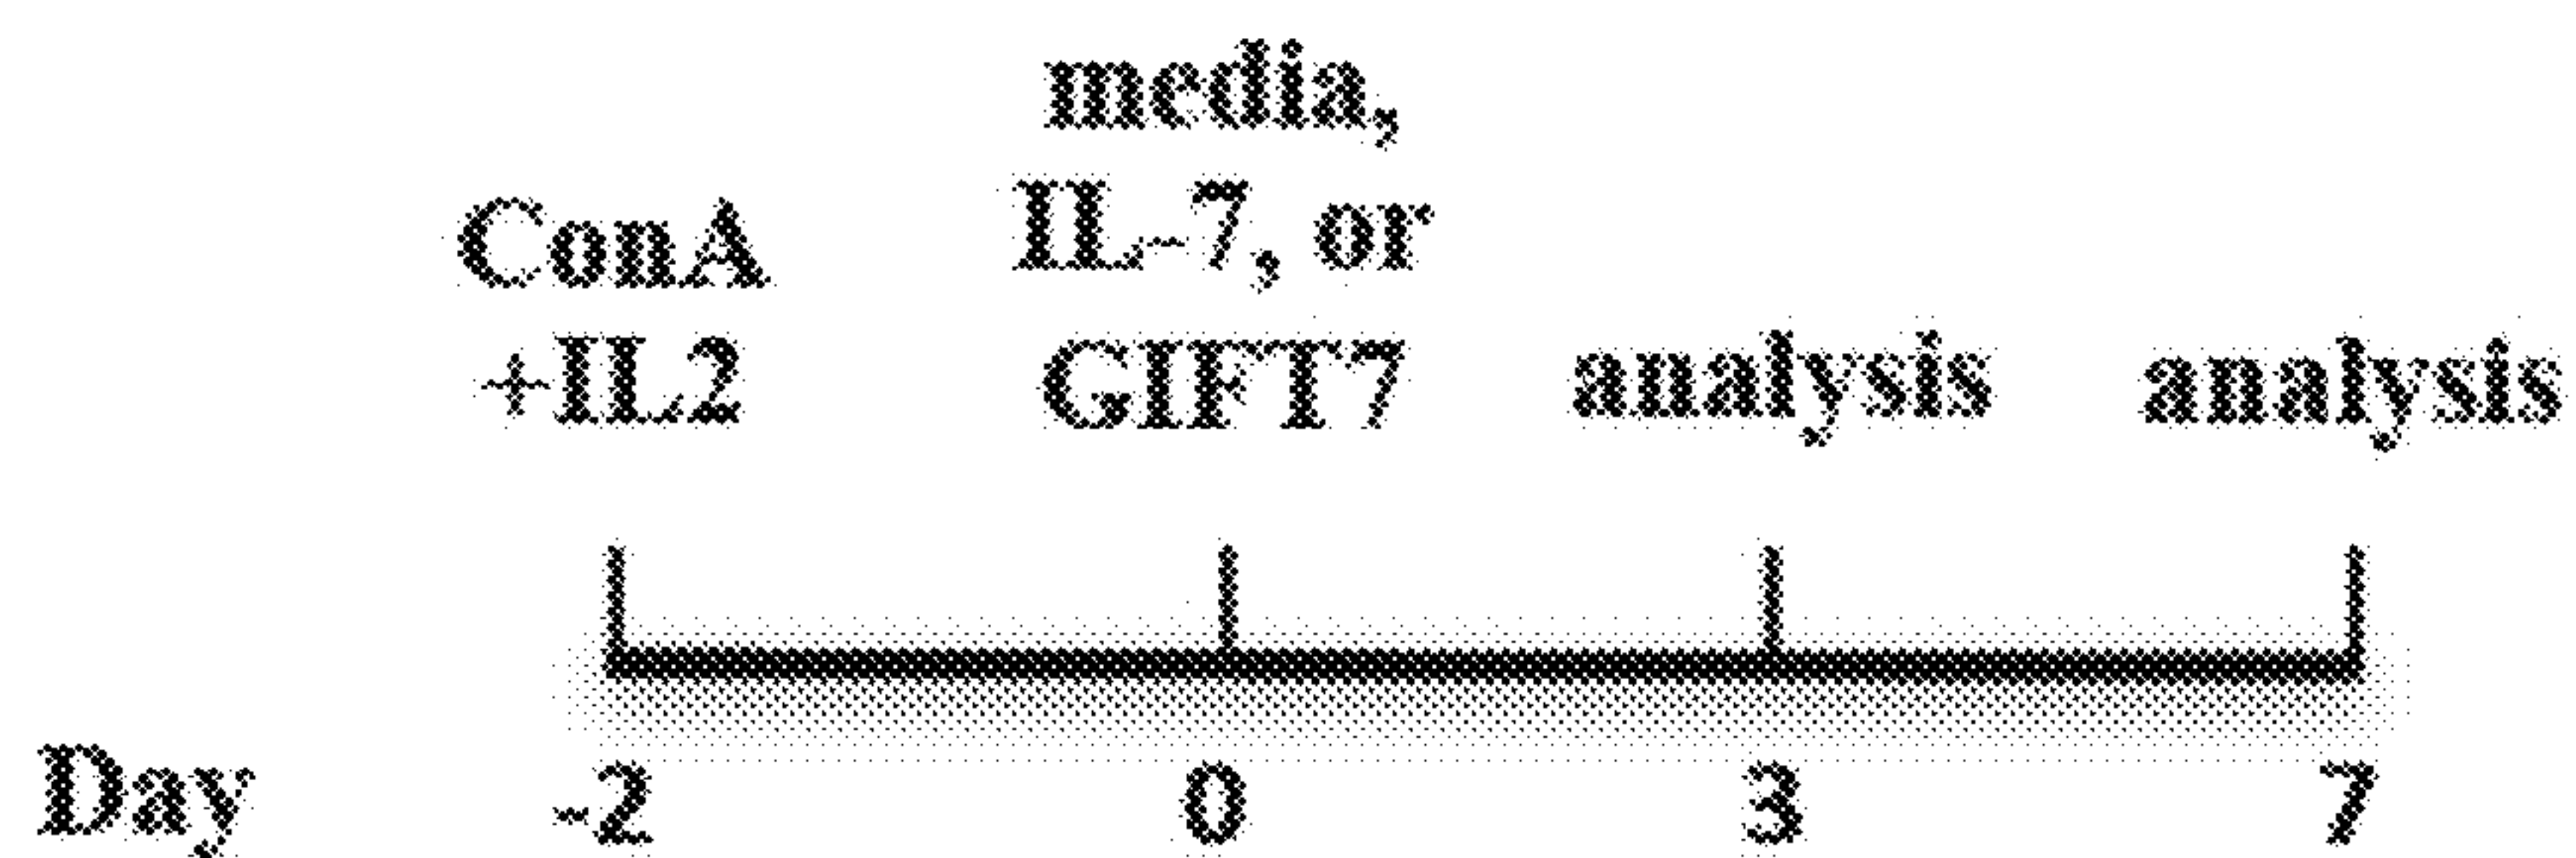 ConA
+IL2
media,
IL-7, or
GIFT7
analysis
analysis
Day -2 0 3 7